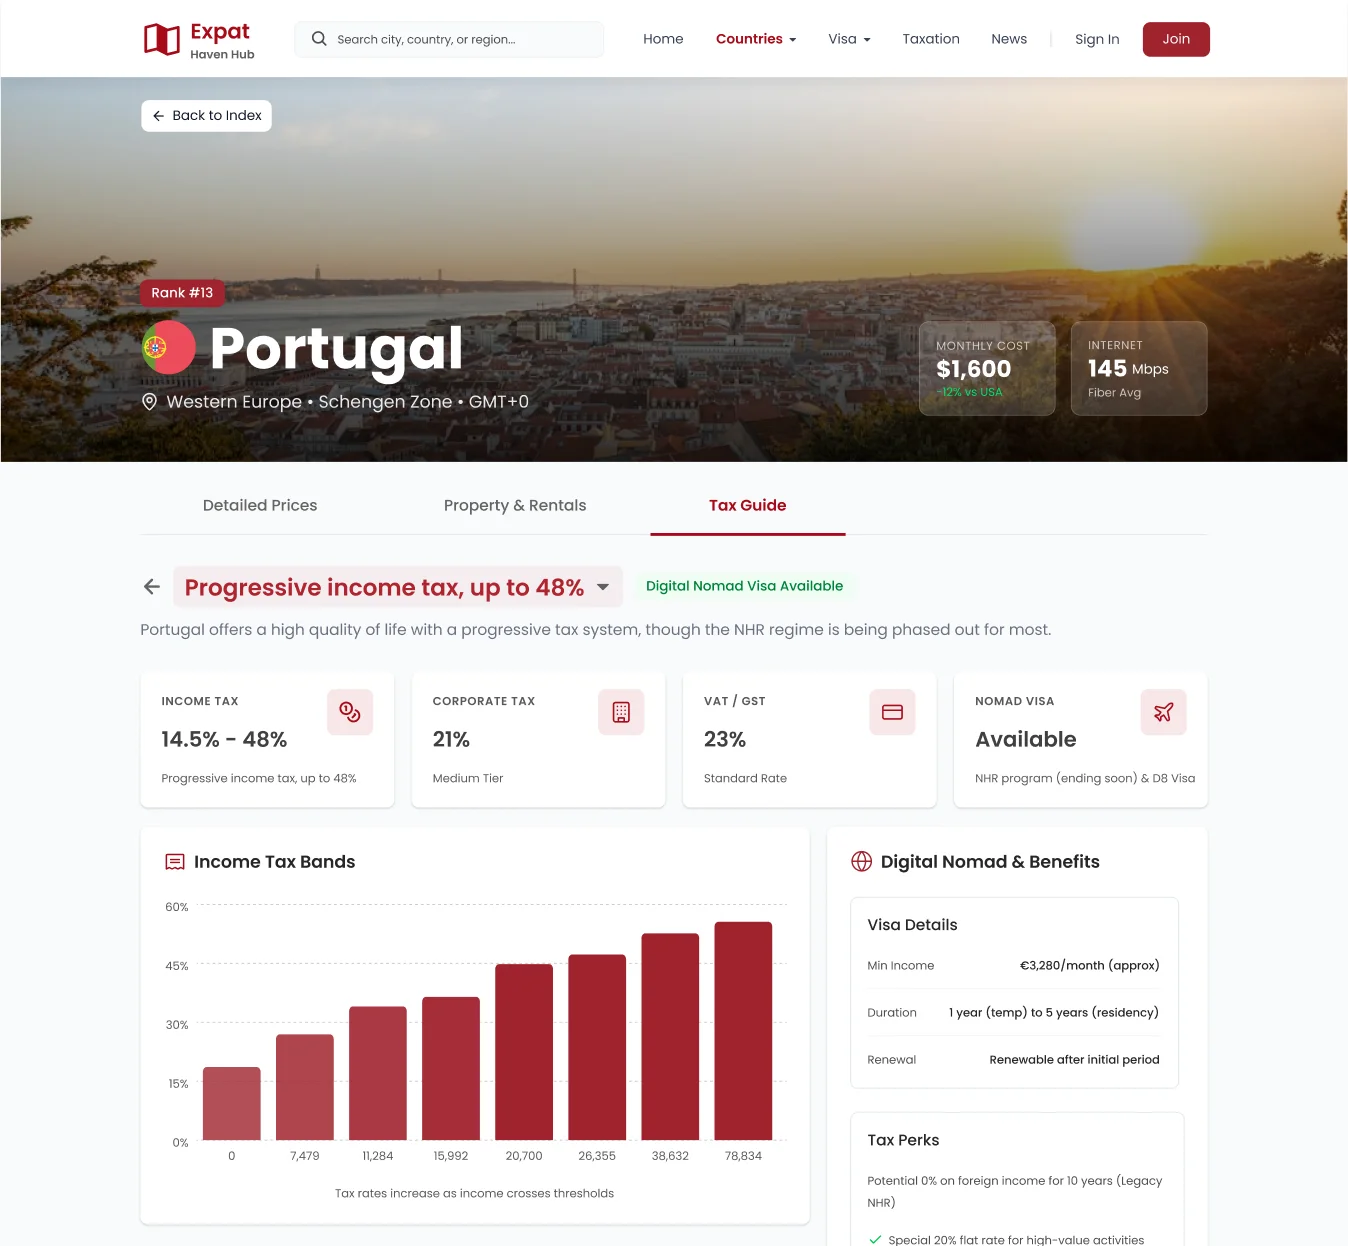 Expat
Haven Hub
Search city, country, or region...
Home
Countries
Visa
Taxation
News
Sign In
Join
Back to Index
Rank #13
Portugal
Western Europe • Schengen Zone • GMT+0
MONTHLY COST
$1,600
-12% vs USA
INTERNET
145 Mbps
Fiber Avg
Detailed Prices
Property & Rentals
Tax Guide
Progressive income tax, up to 48%
Digital Nomad Visa Available
Portugal offers a high quality of life with a progressive tax system, though the NHR regime is being phased out for most.
INCOME TAX
14.5% - 48%
Progressive income tax, up to 48%
CORPORATE TAX
21%
Medium Tier
VAT / GST
23%
Standard Rate
NOMAD VISA
Available
NHR program (ending soon) & D8 Visa
Income Tax Bands
60%
45%
30%
15%
0%
0
7,479
11,284
15,992
20,700
26,355
38,632
78,834
Tax rates increase as income crosses thresholds
Digital Nomad & Benefits
Visa Details
Min Income
€3,280/month (approx)
Duration
1 year (temp) to 5 years (residency)
Renewal
Renewable after initial period
Tax Perks
Potential 0% on foreign income for 10 years (Legacy
NHR)
Special 20% flat rate for high-value activities